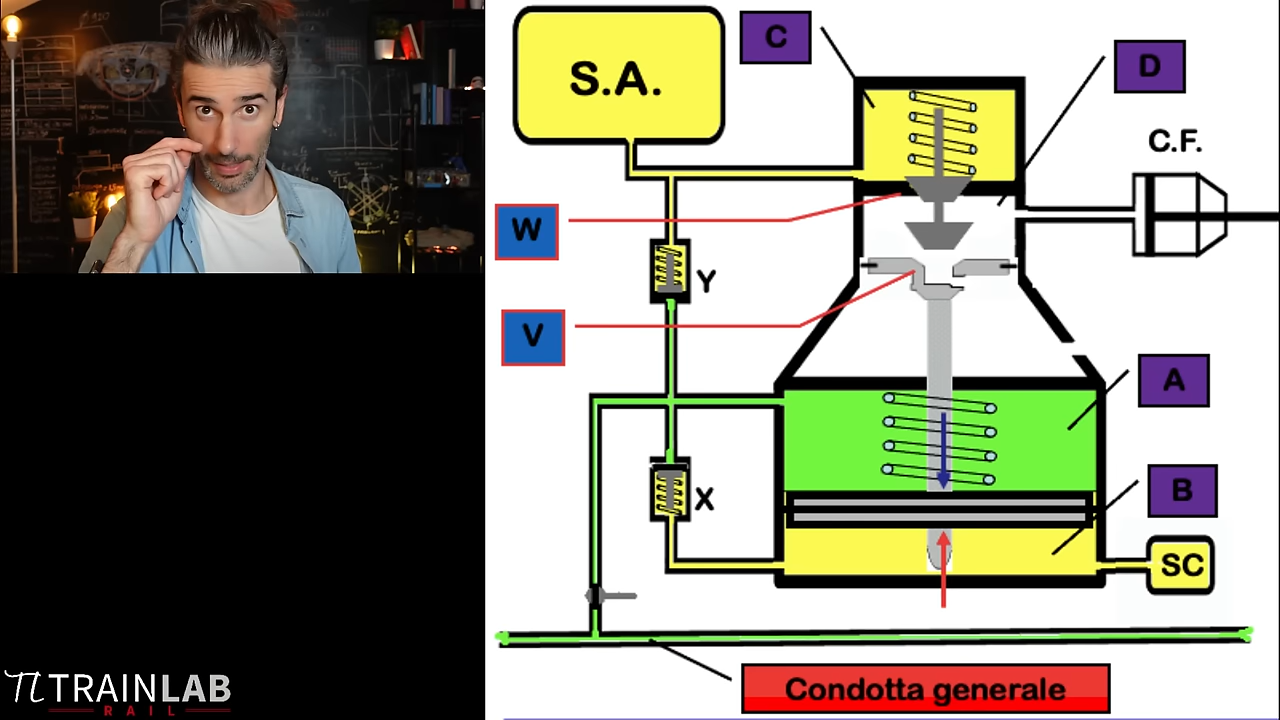 S.A.
C
D
C.F.
W
Y
V
A
X
B
SC
Condotta generale
π TRAINLAB
RAIL